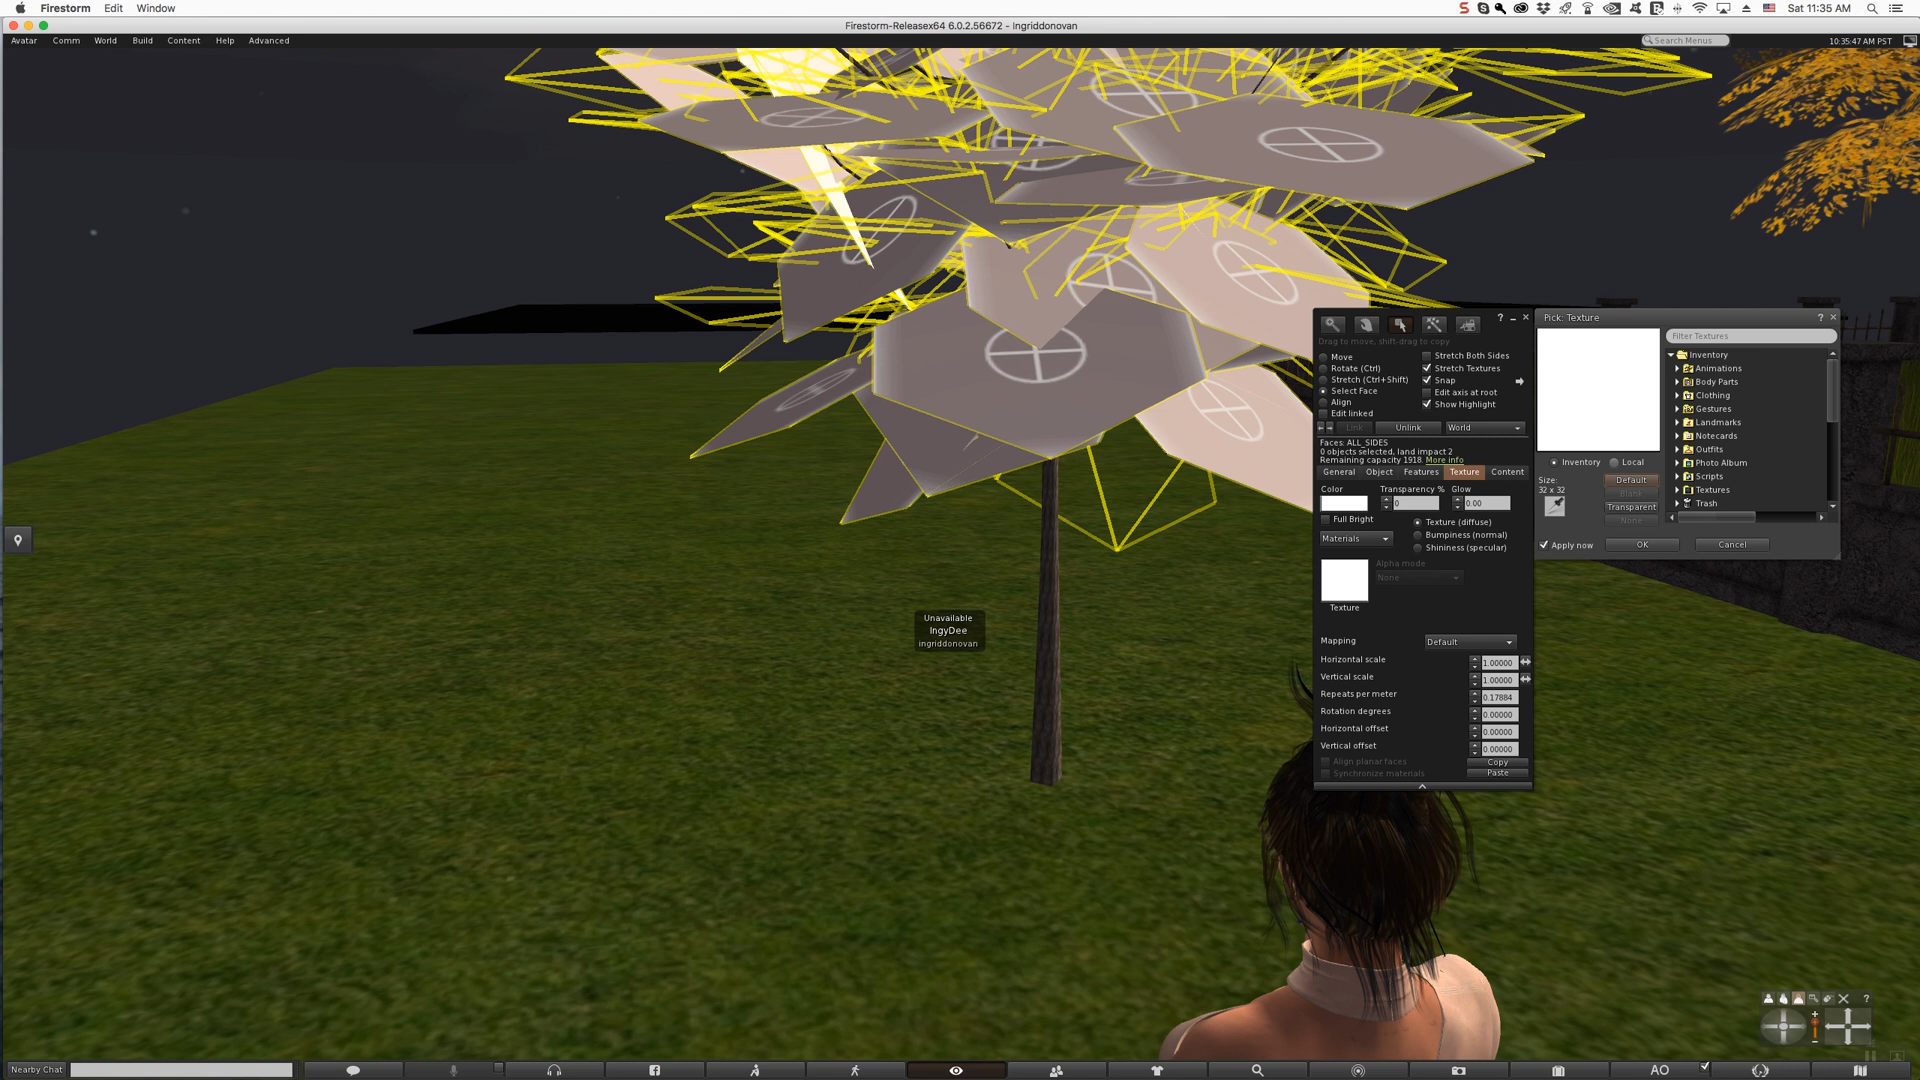 Firestorm Edit Window
Sat 11:35 AM
Firestorm-Releasex64 6.0.2.56672 - Ingriddonovan
Avatar Comm World Build Content Help Advanced
Search Menus
10:35:47 AM PST
Drag to move, shift-drag to copy
Move
Rotate (Ctrl)
Stretch (Ctrl+Shift)
Select Face
Align
Edit linked
Stretch Both Sides
Stretch Textures
Snap
Edit axis at root
Show Highlight
Link Unlink World
Faces: ALL_SIDES
0 objects selected, land impact 2
Remaining capacity 1918. More info
General Object Features Texture Content
Color Transparency % Glow
0 0.00
Full Bright
Materials
Texture (diffuse)
Bumpiness (normal)
Shininess (specular)
Alpha mode
None
Texture
Mapping Default
Horizontal scale 1.00000
Vertical scale 1.00000
Repeats per meter 0.17884
Rotation degrees 0.00000
Horizontal offset 0.00000
Vertical offset 0.00000
Align planar faces Copy
Synchronize materials Paste
Pick: Texture
Filter Textures
Inventory
Animations
Body Parts
Clothing
Gestures
Landmarks
Notecards
Outfits
Photo Album
Scripts
Textures
Trash
Inventory Local
Size:
32 x 32
Default
Blank
Transparent
None
Apply now OK Cancel
Unavailable
IngyDee
ingriddonovan
Nearby Chat
AO